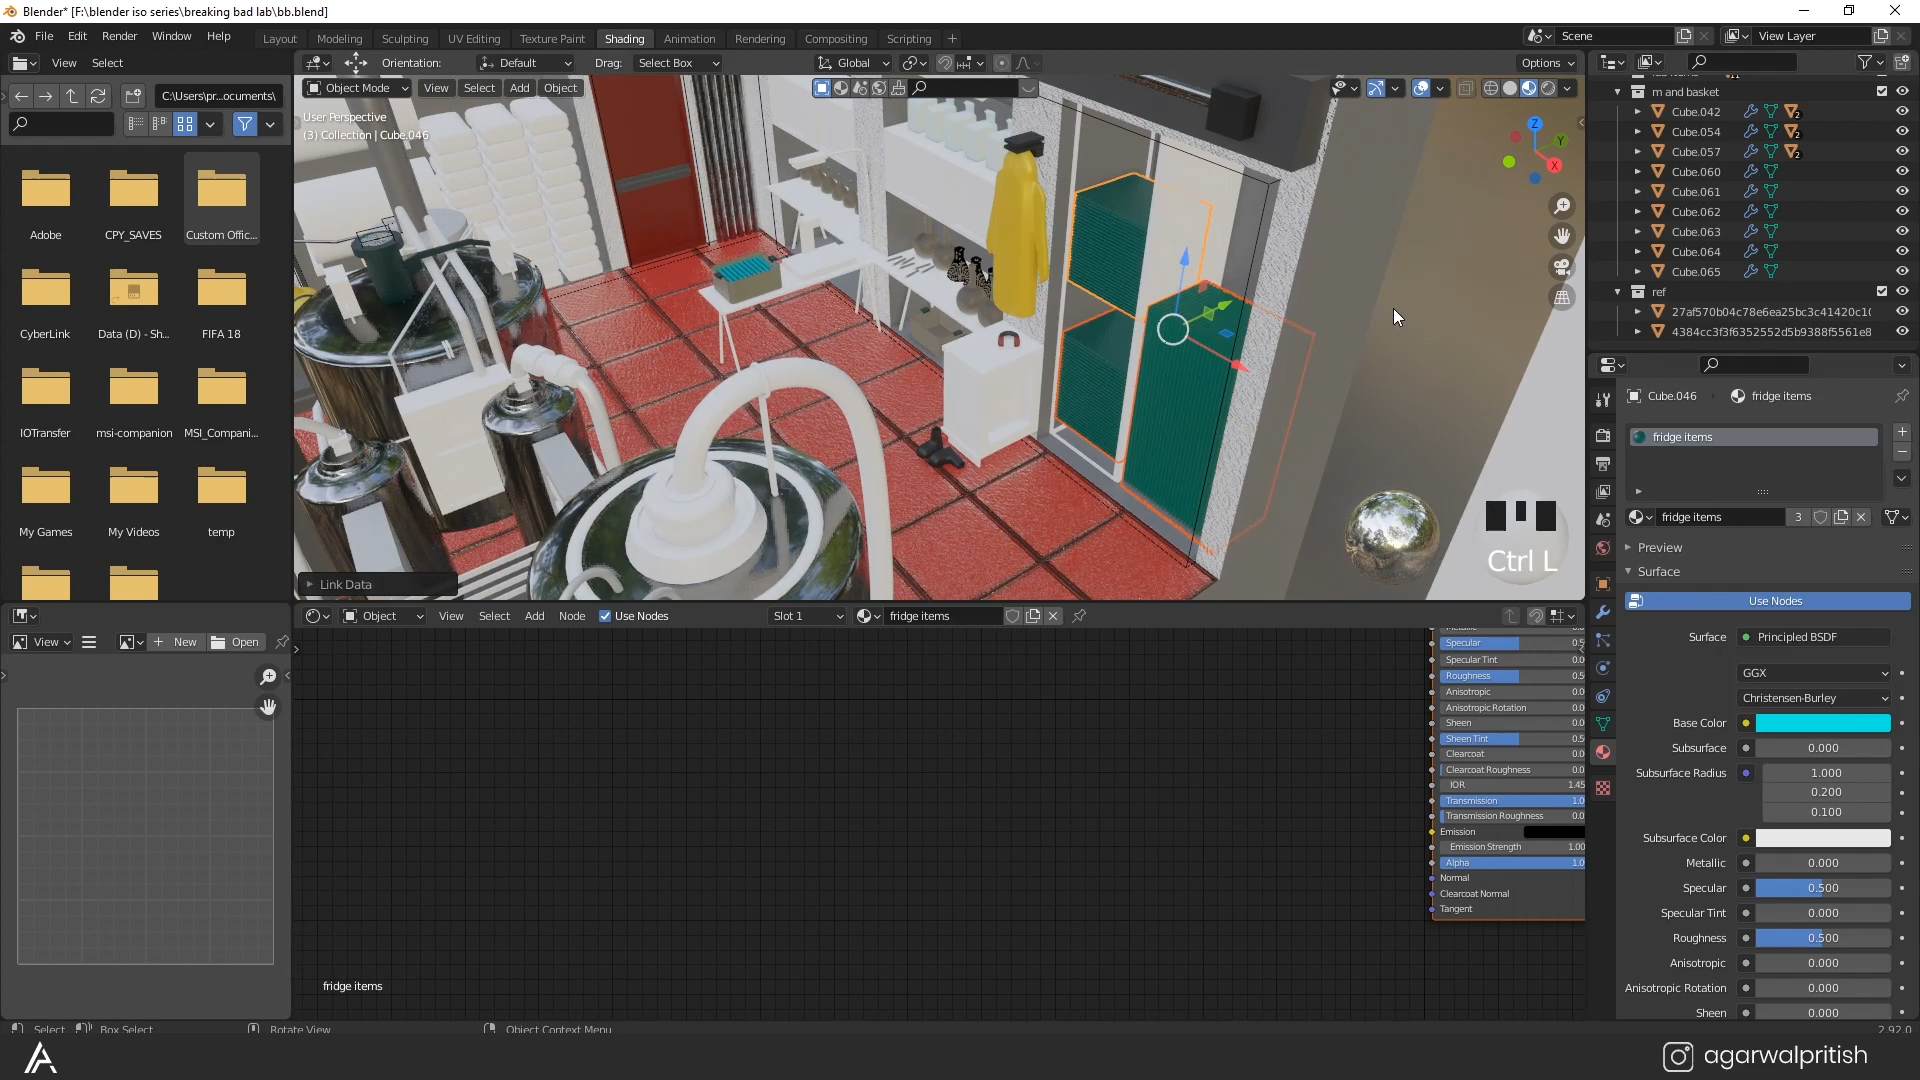 Blender* [F:\blender iso series\breaking bad lab\bb.blend]
File Edit Render Window Help
Layout Modeling Sculpting UV Editing Texture Paint Shading Animation Rendering Compositing Scripting +
Scene View Layer
View Select
Orientation: Default Drag: Select Box Global Options
C:\Users\pr...ocuments\
Object Mode View Select Add Object
User Perspective
(3) Collection | Cube.046
Adobe CPY_SAVES Custom Offic...
CyberLink Data (D) - Sh... FIFA 18
IOTransfer msi-companion MSI_Compani...
My Games My Videos temp
Z
Y
X
Ctrl L
Link Data
m and basket
Cube.042 2
Cube.054 2
Cube.057 2
Cube.060
Cube.061
Cube.062
Cube.063
Cube.064
Cube.065
ref
27af570b04c78e6ea25bc3c41420c10
4384cc3f3f6352552d5b9388f5561e8
Cube.046 fridge items
fridge items
fridge items 3
Preview
Surface
Use Nodes
Surface Principled BSDF
GGX
Christensen-Burley
Base Color
Subsurface 0.000
Subsurface Radius 1.000
0.200
0.100
Subsurface Color
Metallic 0.000
Specular 0.500
Specular Tint 0.000
Roughness 0.500
Anisotropic 0.000
Anisotropic Rotation 0.000
Sheen 0.000
View New Open
Object View Select Add Node Use Nodes Slot 1 fridge items
Specular 0.5
Specular Tint 0.0
Roughness 0.5
Anisotropic 0.0
Anisotropic Rotation 0.0
Sheen 0.0
Sheen Tint 0.5
Clearcoat 0.0
Clearcoat Roughness 0.0
IOR 1.45
Transmission 1.0
Transmission Roughness 0.0
Emission
Emission Strength 1.00
Alpha 1.0
Normal
Clearcoat Normal
Tangent
fridge items
Select Box Select Rotate View Object Context Menu
2.92.0
agarwalpritish